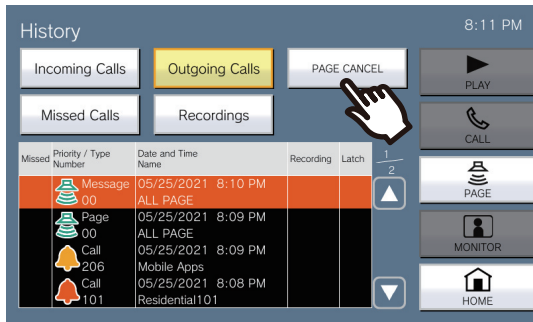 History
8:11 PM
Incoming Calls
Outgoing Calls
PAGE CANCEL
Missed Calls
Recordings
Missed Priority / Type Number Date and Time Name Recording Latch 1/2
Message 05/25/2021 8:10 PM
00 ALL PAGE
Page 05/25/2021 8:09 PM
00 ALL PAGE
Call 05/25/2021 8:09 PM
206 Mobile Apps
Call 05/25/2021 8:08 PM
101 Residential101
PLAY
CALL
PAGE
MONITOR
HOME